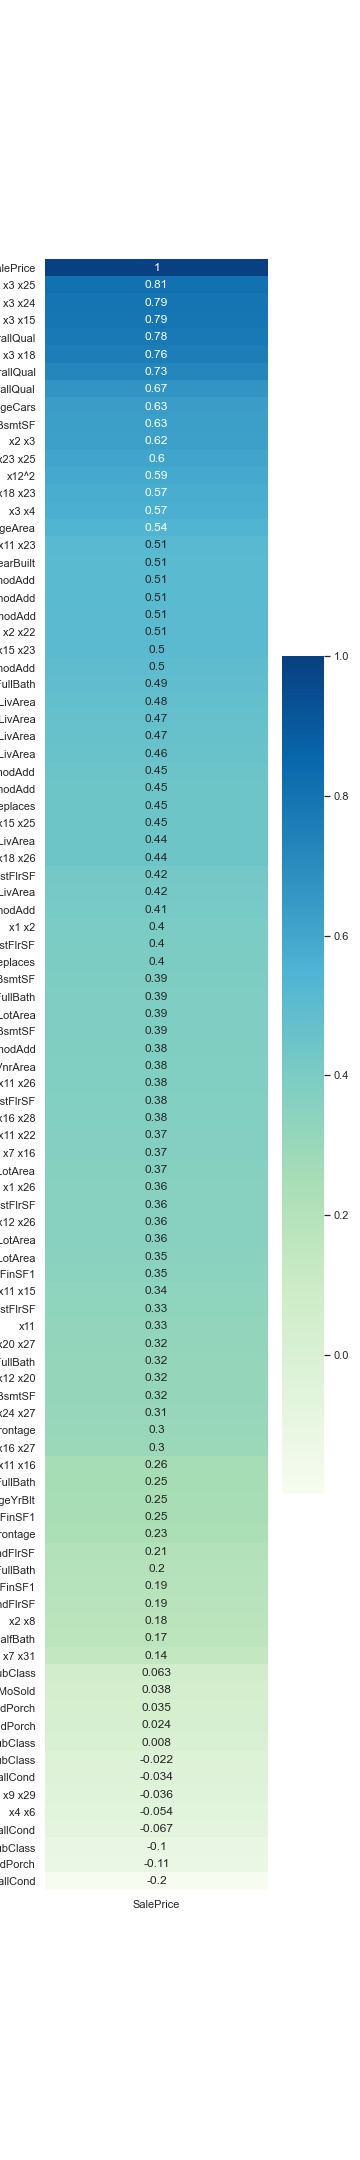 alePrice 1
x3 x25 0.81
x3 x24 0.79
x3 x15 0.79
rallQual 0.78
x3 x18 0.76
rallQual 0.73
rallQual 0.67
geCars 0.63
BsmtSF 0.63
x2 x3 0.62
x23 x25 0.6
x12^2 0.59
x18 x23 0.57
x3 x4 0.57
geArea 0.54
x11 x23 0.51
earBuilt 0.51
nodAdd 0.51
nodAdd 0.51
nodAdd 0.51
x2 x22 0.51
x15 x23 0.5
nodAdd 0.5
FullBath 0.49
LivArea 0.48
LivArea 0.47
LivArea 0.47
LivArea 0.46
nodAdd 0.45
nodAdd 0.45
eplaces 0.45
x15 x25 0.45
LivArea 0.44
x18 x26 0.44
stFlrSF 0.42
LivArea 0.42
nodAdd 0.41
x1 x2 0.4
stFlrSF 0.4
eplaces 0.4
BsmtSF 0.39
FullBath 0.39
LotArea 0.39
BsmtSF 0.39
nodAdd 0.38
VnrArea 0.38
x11 x26 0.38
stFlrSF 0.38
x16 x28 0.38
x11 x22 0.37
x7 x16 0.37
LotArea 0.37
x1 x26 0.36
stFlrSF 0.36
x12 x26 0.36
LotArea 0.36
LotArea 0.35
FinSF1 0.35
x11 x15 0.34
stFlrSF 0.33
x11 0.33
x20 x27 0.32
FullBath 0.32
x12 x20 0.32
BsmtSF 0.32
x24 x27 0.31
rontage 0.3
x16 x27 0.3
x11 x16 0.26
FullBath 0.25
geYrBlt 0.25
FinSF1 0.25
rontage 0.23
ndFlrSF 0.21
FullBath 0.2
FinSF1 0.19
ndFlrSF 0.19
x2 x8 0.18
alfBath 0.17
x7 x31 0.14
ubClass 0.063
MoSold 0.038
dPorch 0.035
dPorch 0.024
ubClass 0.008
ubClass -0.022
allCond -0.034
x9 x29 -0.036
x4 x6 -0.054
allCond -0.067
ubClass -0.1
dPorch -0.11
allCond -0.2
SalePrice
1.0
0.8
0.6
0.4
0.2
0.0